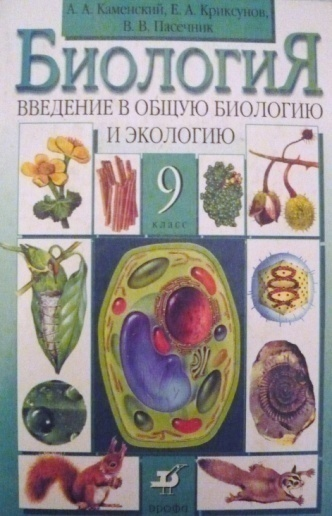 А. А. Каменский, Е. А. Криксунов,
В. В. Пасечник
БИОЛОГИЯ
ВВЕДЕНИЕ В ОБЩУЮ БИОЛОГИЮ
И ЭКОЛОГИЮ
9
класс
дрофа